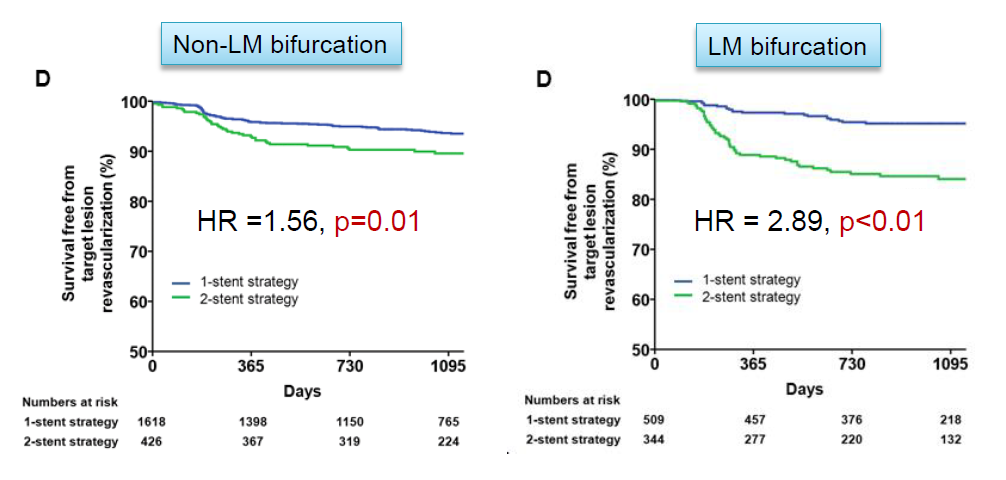 Non-LM bifurcation
D
100
90
80
70
60
50
Survival free from
target lesion
revascularization (%)
HR =1.56, p=0.01
1-stent strategy
2-stent strategy
0 365 730 1095
Days
Numbers at risk
1-stent strategy 1618 1398 1150 765
2-stent strategy 426 367 319 224
LM bifurcation
D
100
90
80
70
60
50
Survival free from
target lesion
revascularization (%)
HR = 2.89, p<0.01
1-stent strategy
2-stent strategy
0 365 730 1095
Days
Numbers at risk
1-stent strategy 509 457 376 218
2-stent strategy 344 277 220 132